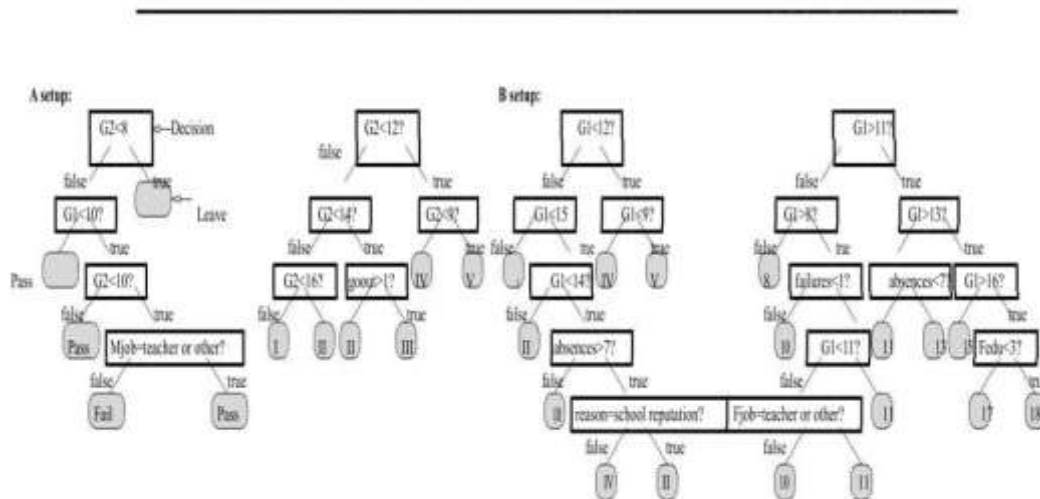 A setup:
B setup:
G2<8
Decision
G2<12?
G1<12?
G1>11?
false
false
true
true
false
true
false
true
Leave
G1<10?
G2<14?
G2<9?
G1<15
G1<9?
G1>8?
G1>13?
Pass
true
false
true
true
false
true
true
false
true
G2<10?
G2<16?
goout>1?
IV
V
G1<14?
IV
V
8
failures<1?
absences<7?
G1>16?
false
true
false
true
false
true
false
true
true
Pass
Mjob=teacher or other?
I
II
II
III
II
absences>7?
10
G1<11?
11
13
15
Fedu<3?
false
true
false
true
false
true
Fail
Pass
reason=school reputation?
Fjob=teacher or other?
11
17
18
false
true
false
IV
II
10
11